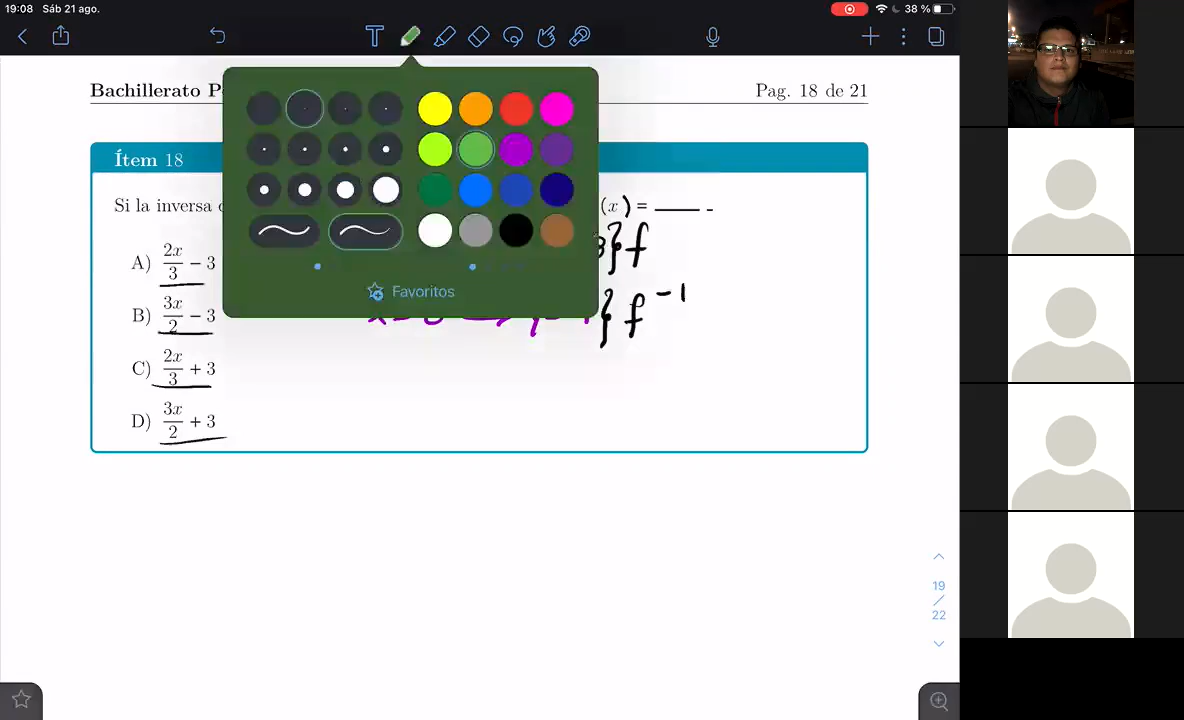 19:08 Sáb 21 ago. 38 %
Bachillerato Pag. 18 de 21
Ítem 18
Si la inversa (x) = ____ .
A) 2x/3 − 3
} f
B) 3x/2 − 3
} f −1
C) 2x/3 + 3
D) 3x/2 + 3
Favoritos
19
/
22